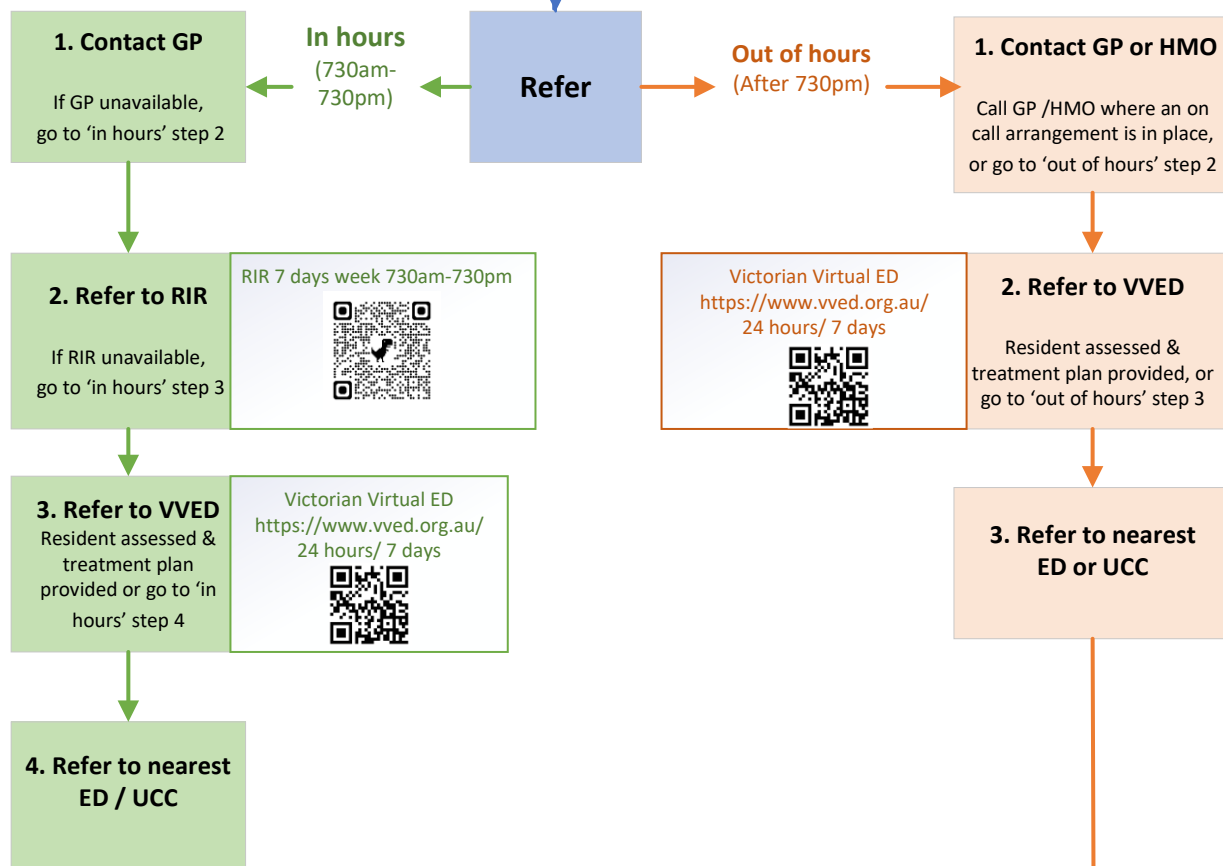 1. Contact GP
If GP unavailable,
go to ‘in hours’ step 2
In hours
(730am-
730pm)
Refer
Out of hours
(After 730pm)
1. Contact GP or HMO
Call GP /HMO where an on
call arrangement is in place,
or go to ‘out of hours’ step 2
2. Refer to RIR
If RIR unavailable,
go to ‘in hours’ step 3
RIR 7 days week 730am-730pm
Victorian Virtual ED
https://www.vved.org.au/
24 hours/ 7 days
2. Refer to VVED
Resident assessed &
treatment plan provided, or
go to ‘out of hours’ step 3
3. Refer to VVED
Resident assessed &
treatment plan
provided or go to ‘in
hours’ step 4
Victorian Virtual ED
https://www.vved.org.au/
24 hours/ 7 days
3. Refer to nearest
ED or UCC
4. Refer to nearest
ED / UCC